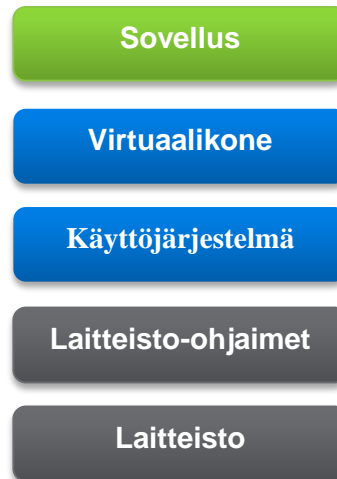 Sovellus
Virtuaalikone
Käyttöjärjestelmä
Laitteisto-ohjaimet
Laitteisto